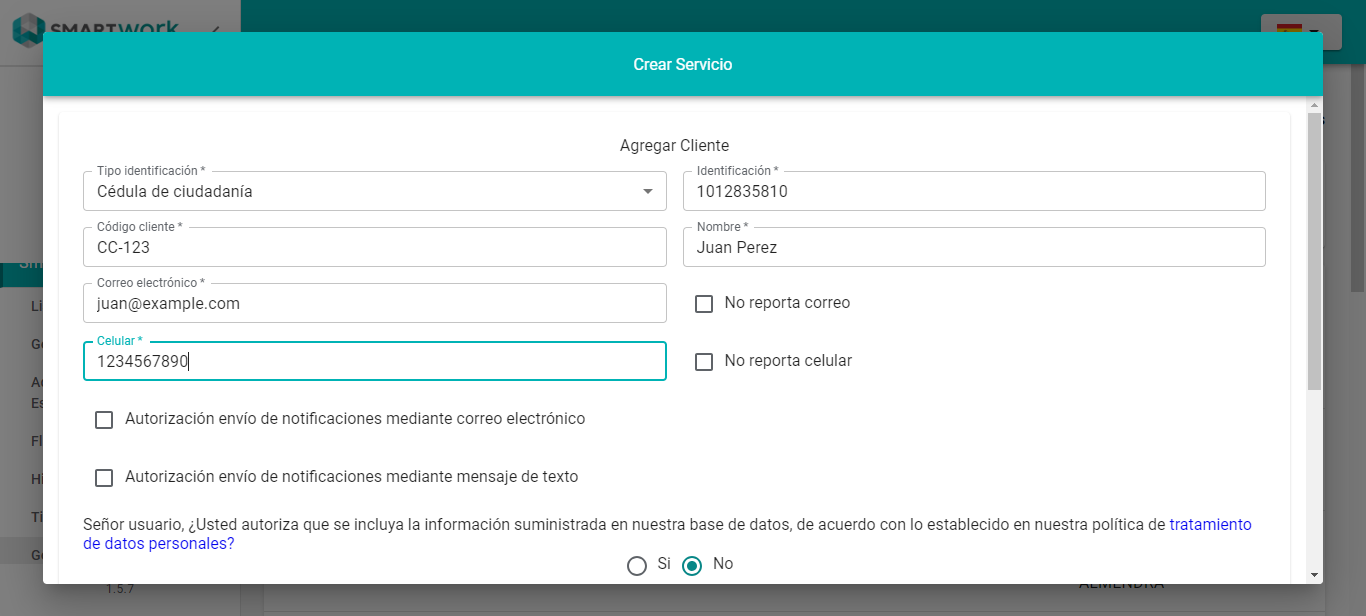 SMARTWORK
Crear Servicio
Agregar Cliente
Tipo identificación *
Cédula de ciudadanía
Identificación *
1012835810
Código cliente *
CC-123
Nombre *
Juan Perez
Correo electrónico *
juan@example.com
No reporta correo
Celular *
1234567890
No reporta celular
Autorización envío de notificaciones mediante correo electrónico
Autorización envío de notificaciones mediante mensaje de texto
Señor usuario, ¿Usted autoriza que se incluya la información suministrada en nuestra base de datos, de acuerdo con lo establecido en nuestra política de tratamiento
de datos personales?
Si No
1.5.7